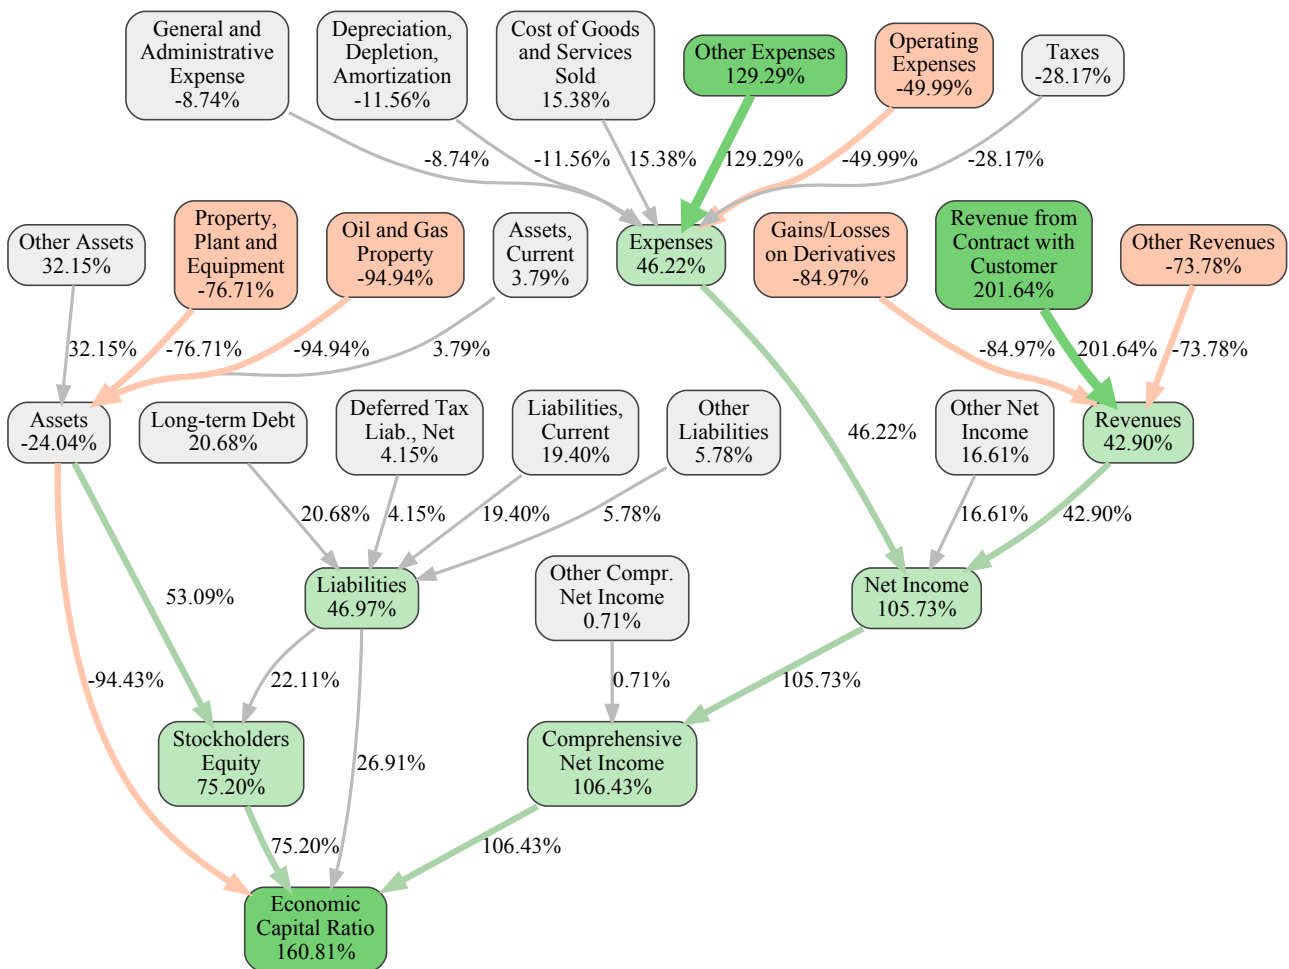 General and
Administrative
Expense
-8.74%
Depreciation,
Depletion,
Amortization
-11.56%
Cost of Goods
and Services
Sold
15.38%
Other Expenses
129.29%
Operating
Expenses
-49.99%
Taxes
-28.17%
-8.74%
-11.56%
15.38%
129.29%
-49.99%
-28.17%
Other Assets
32.15%
Property,
Plant and
Equipment
-76.71%
Oil and Gas
Property
-94.94%
Assets,
Current
3.79%
Expenses
46.22%
Gains/Losses
on Derivatives
-84.97%
Revenue from
Contract with
Customer
201.64%
Other Revenues
-73.78%
32.15%
-76.71%
-94.94%
3.79%
-84.97%
201.64%
-73.78%
Assets
-24.04%
Long-term Debt
20.68%
Deferred Tax
Liab., Net
4.15%
Liabilities,
Current
19.40%
Other
Liabilities
5.78%
46.22%
Other Net
Income
16.61%
Revenues
42.90%
20.68%
4.15%
19.40%
5.78%
16.61%
42.90%
53.09%
Liabilities
46.97%
Other Compr.
Net Income
0.71%
Net Income
105.73%
-94.43%
22.11%
0.71%
105.73%
Stockholders
Equity
75.20%
26.91%
Comprehensive
Net Income
106.43%
75.20%
106.43%
Economic
Capital Ratio
160.81%